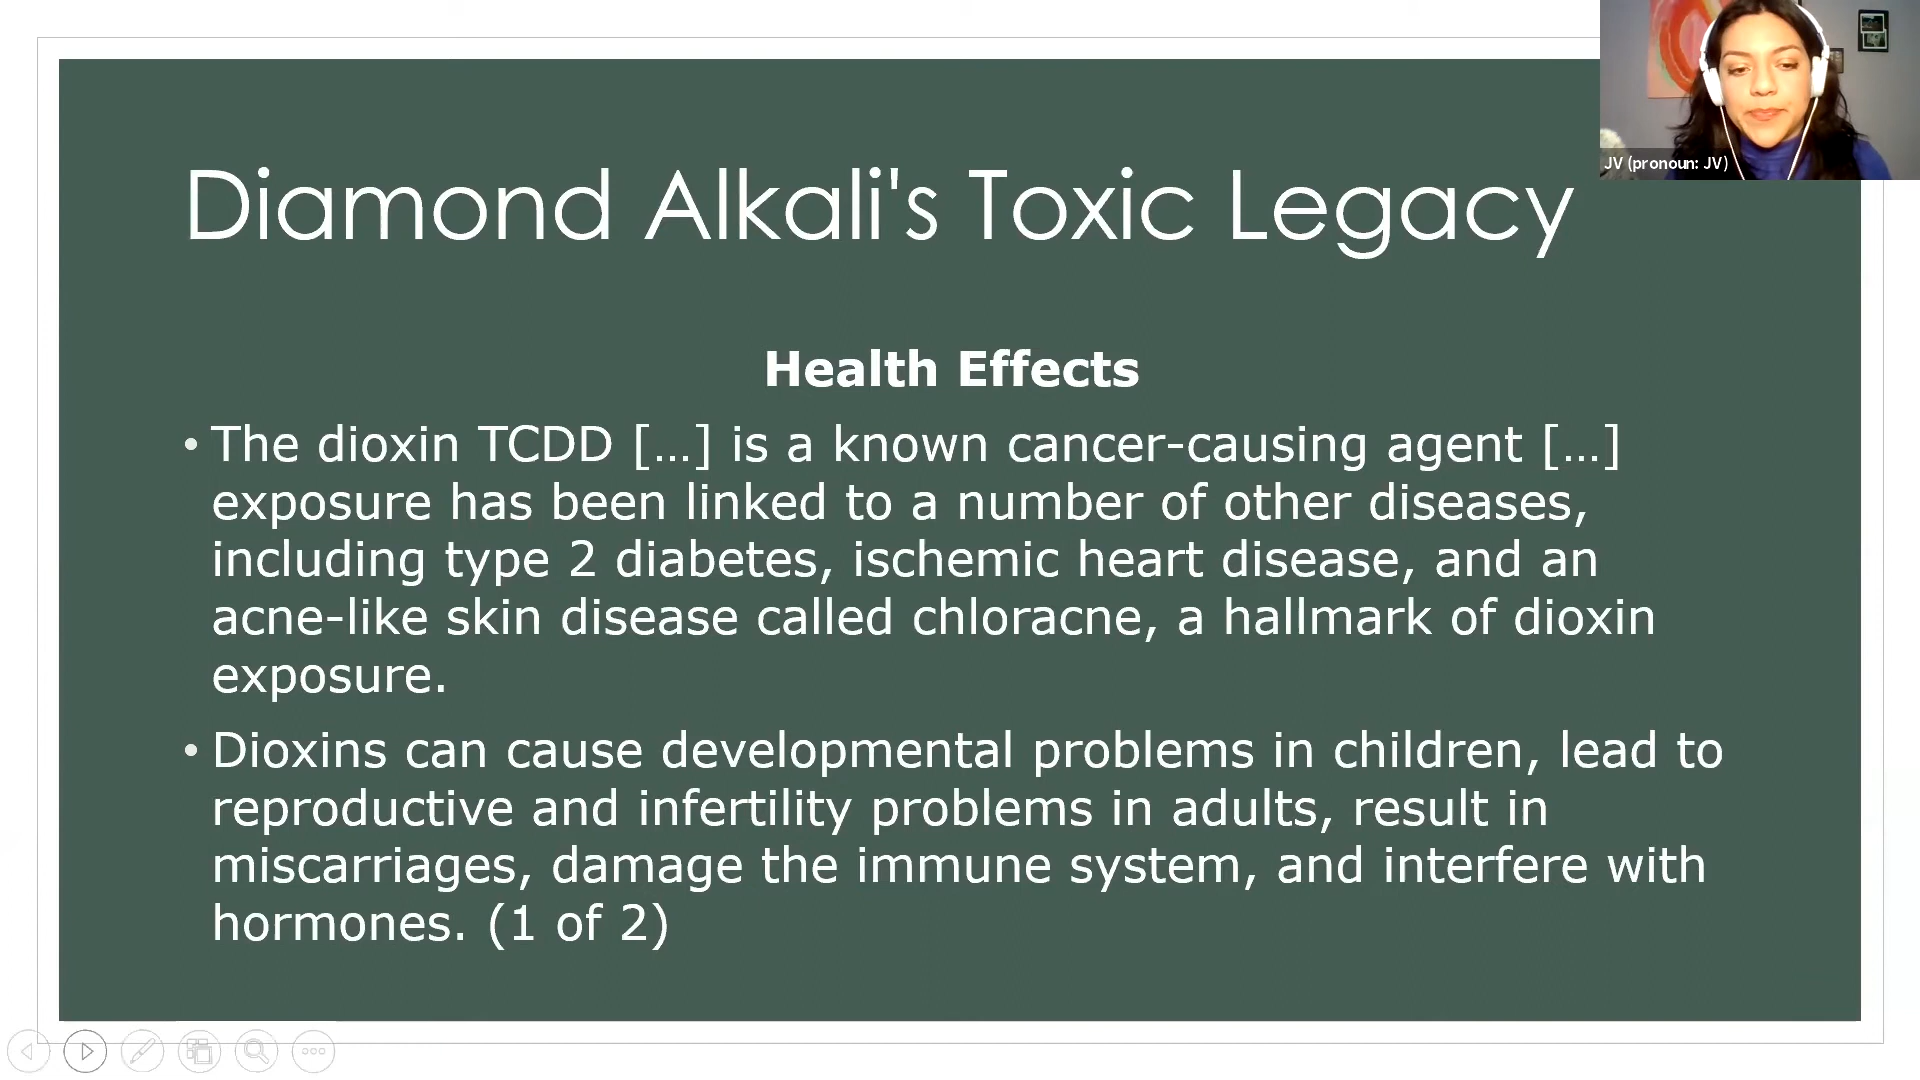 JV (pronoun: JV)
Diamond Alkali's Toxic Legacy
Health Effects
• The dioxin TCDD […] is a known cancer-causing agent […]
exposure has been linked to a number of other diseases,
including type 2 diabetes, ischemic heart disease, and an
acne-like skin disease called chloracne, a hallmark of dioxin
exposure.
• Dioxins can cause developmental problems in children, lead to
reproductive and infertility problems in adults, result in
miscarriages, damage the immune system, and interfere with
hormones. (1 of 2)